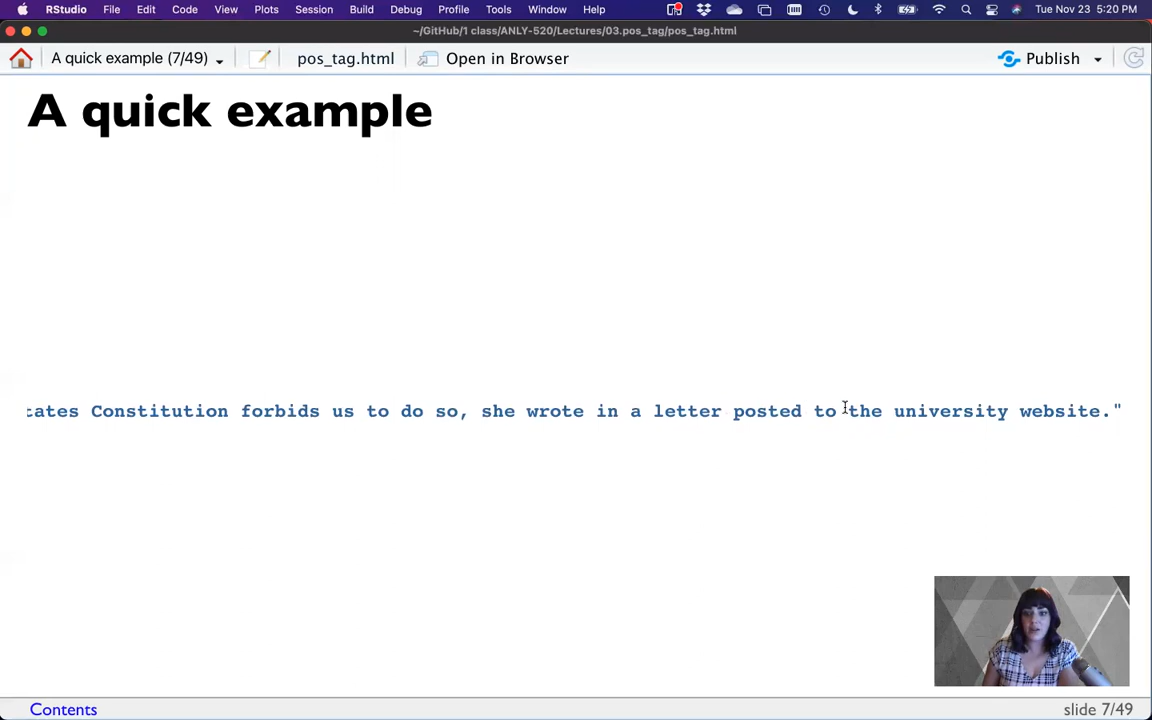 RStudio File Edit Code View Plots Session Build Debug Profile Tools Window Help Tue Nov 23 5:20 PM
~/GitHub/1 class/ANLY-520/Lectures/03.pos_tag/pos_tag.html
A quick example (7/49) pos_tag.html Open in Browser Publish
A quick example
tates Constitution forbids us to do so, she wrote in a letter posted to the university website."
Contents slide 7/49